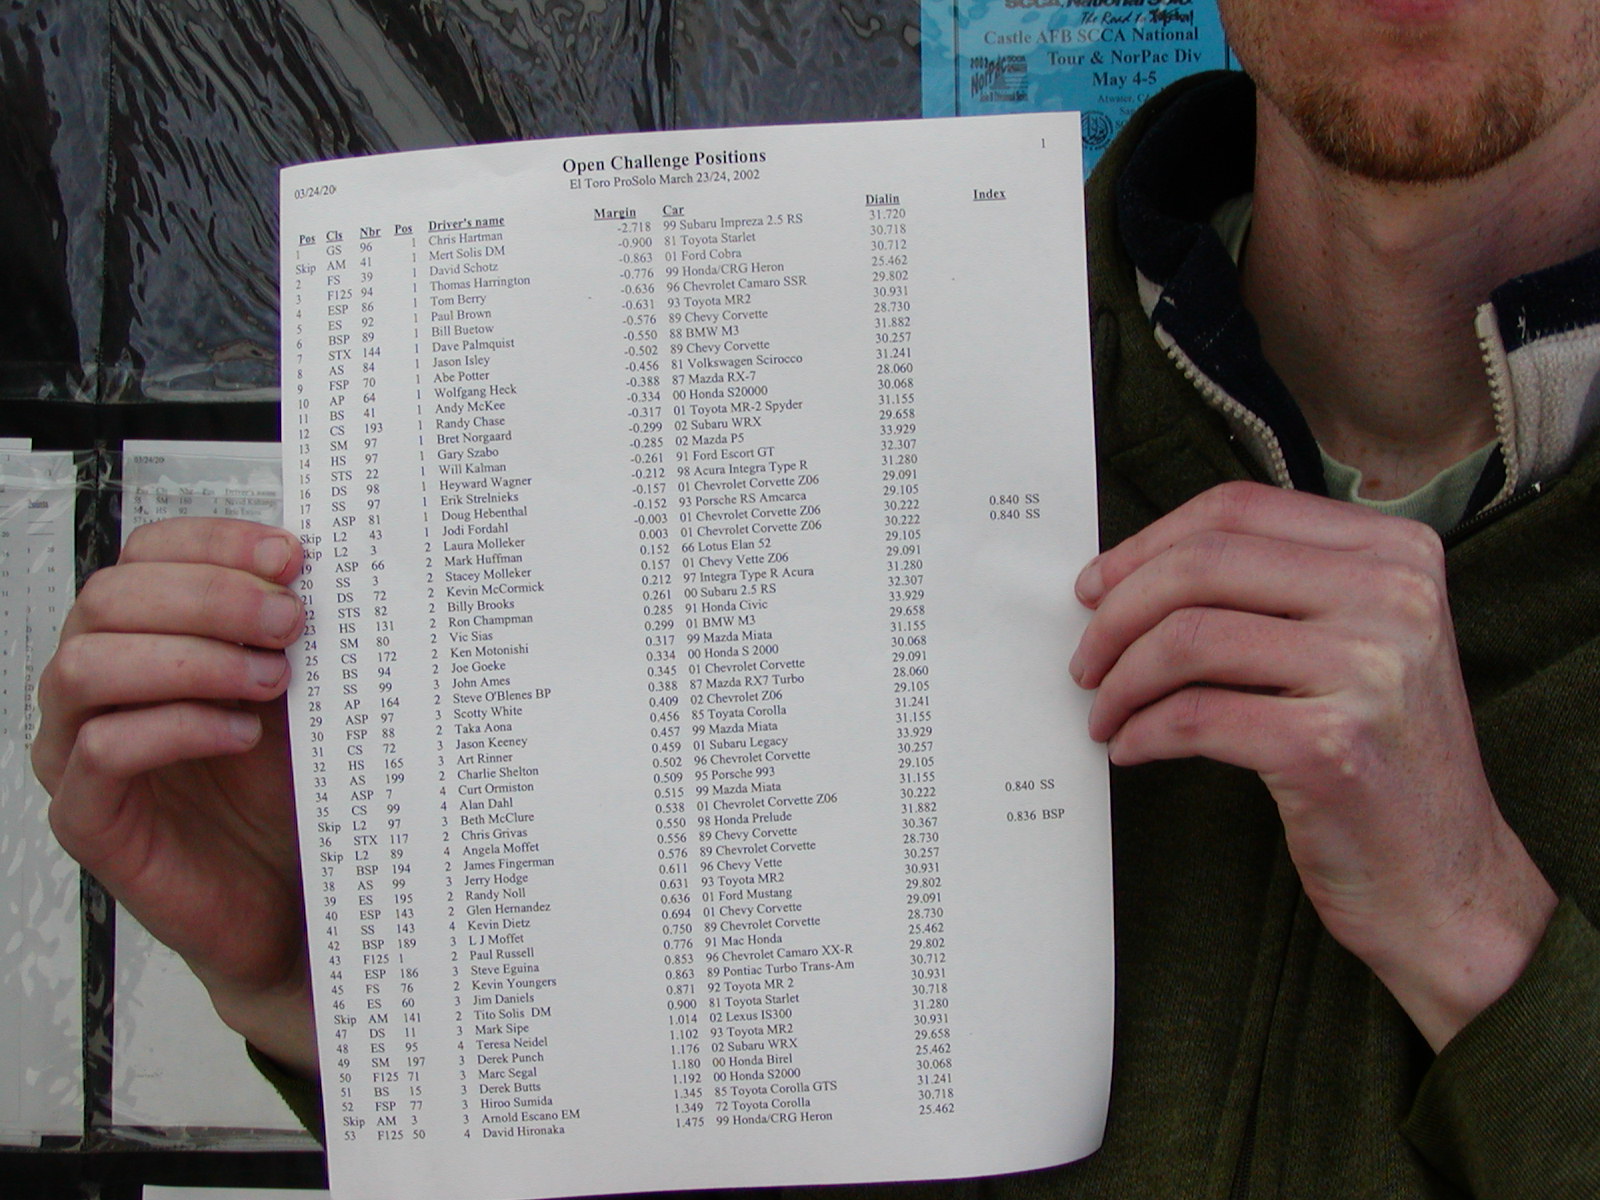 SCCA National
The Road to
Castle AFB SCCA National
Tour & NorPac Div
May 4-5
03/24/20
Open Challenge Positions
1
El Toro ProSolo March 23/24, 2002
Pos Cls Nbr Pos Driver's name Margin Car Dialin Index
1 GS 96 1 Chris Hartman -2.718 99 Subaru Impreza 2.5 RS 31.720
Skip AM 41 1 Mert Solis DM -0.900 81 Toyota Starlet 30.718
2 FS 39 1 David Schotz -0.863 01 Ford Cobra 30.712
3 F125 94 1 Thomas Harrington -0.776 99 Honda/CRG Heron 25.462
4 ESP 86 1 Tom Berry -0.636 96 Chevrolet Camaro SSR 29.802
5 ES 92 1 Paul Brown -0.631 93 Toyota MR2 30.931
6 BSP 89 1 Bill Buetow -0.576 89 Chevy Corvette 28.730
7 STX 144 1 Dave Palmquist -0.550 88 BMW M3 31.882
8 AS 84 1 Jason Isley -0.502 89 Chevy Corvette 30.257
9 FSP 70 1 Abe Potter -0.456 81 Volkswagen Scirocco 31.241
10 AP 64 1 Wolfgang Heck -0.388 87 Mazda RX-7 28.060
11 BS 41 1 Andy McKee -0.334 00 Honda S20000 30.068
12 CS 193 1 Randy Chase -0.317 01 Toyota MR-2 Spyder 31.155
13 SM 97 1 Bret Norgaard -0.299 02 Subaru WRX 29.658
14 HS 97 1 Gary Szabo -0.285 02 Mazda P5 33.929
15 STS 22 1 Will Kalman -0.261 91 Ford Escort GT 32.307
16 DS 98 1 Heyward Wagner -0.212 98 Acura Integra Type R 31.280
17 SS 97 1 Erik Strelnieks -0.157 01 Chevrolet Corvette Z06 29.091
18 ASP 81 1 Doug Hebenthal -0.152 93 Porsche RS Amcarca 29.105
Skip L2 43 1 Jodi Fordahl -0.003 01 Chevrolet Corvette Z06 30.222 0.840 SS
kip L2 3 2 Laura Molleker 0.003 01 Chevrolet Corvette Z06 30.222 0.840 SS
19 ASP 66 2 Mark Huffman 0.152 66 Lotus Elan 52 29.105
20 SS 3 2 Stacey Molleker 0.157 01 Chevy Vette Z06 29.091
21 DS 72 2 Kevin McCormick 0.212 97 Integra Type R Acura 31.280
22 STS 82 2 Billy Brooks 0.261 00 Subaru 2.5 RS 32.307
23 HS 131 2 Ron Champman 0.285 91 Honda Civic 33.929
24 SM 80 2 Vic Sias 0.299 01 BMW M3 29.658
25 CS 172 2 Ken Motonishi 0.317 99 Mazda Miata 31.155
26 BS 94 2 Joe Goeke 0.334 00 Honda S 2000 30.068
27 SS 99 3 John Ames 0.345 01 Chevrolet Corvette 29.091
28 AP 164 2 Steve O'Blenes BP 0.388 87 Mazda RX7 Turbo 28.060
29 ASP 97 3 Scotty White 0.409 02 Chevrolet Z06 29.105
30 FSP 88 2 Taka Aona 0.456 85 Toyata Corolla 31.241
31 CS 72 3 Jason Keeney 0.457 99 Mazda Miata 31.155
32 HS 165 3 Art Rinner 0.459 01 Subaru Legacy 33.929
33 AS 199 2 Charlie Shelton 0.502 96 Chevrolet Corvette 30.257
34 ASP 7 4 Curt Ormiston 0.509 95 Porsche 993 29.105
35 CS 99 4 Alan Dahl 0.515 99 Mazda Miata 31.155
Skip L2 97 3 Beth McClure 0.538 01 Chevrolet Corvette Z06 30.222 0.840 SS
36 STX 117 2 Chris Grivas 0.550 98 Honda Prelude 31.882
Skip L2 89 4 Angela Moffet 0.556 89 Chevy Corvette 30.367 0.836 BSP
37 BSP 194 2 James Fingerman 0.576 89 Chevrolet Corvette 28.730
38 AS 99 3 Jerry Hodge 0.611 96 Chevy Vette 30.257
39 ES 195 2 Randy Noll 0.631 93 Toyota MR2 30.931
40 ESP 143 2 Glen Hernandez 0.636 01 Ford Mustang 29.802
41 SS 143 4 Kevin Dietz 0.694 01 Chevy Corvette 29.091
42 BSP 189 3 L J Moffet 0.750 89 Chevrolet Corvette 28.730
43 F125 1 2 Paul Russell 0.776 91 Mac Honda 25.462
44 ESP 186 3 Steve Eguina 0.853 96 Chevrolet Camaro XX-R 29.802
45 FS 76 2 Kevin Youngers 0.863 89 Pontiac Turbo Trans-Am 30.712
46 ES 60 3 Jim Daniels 0.871 92 Toyota MR 2 30.931
Skip AM 141 2 Tito Solis DM 0.900 81 Toyota Starlet 30.718
47 DS 11 3 Mark Sipe 1.014 02 Lexus IS300 31.280
48 ES 95 4 Teresa Neidel 1.102 93 Toyota MR2 30.931
49 SM 197 3 Derek Punch 1.176 02 Subaru WRX 29.658
50 F125 71 3 Marc Segal 1.180 00 Honda Birel 25.462
51 BS 15 3 Derek Butts 1.192 00 Honda S2000 30.068
52 FSP 77 3 Hiroo Sumida 1.345 85 Toyota Corolla GTS 31.241
Skip AM 3 3 Arnold Escano EM 1.349 72 Toyota Corolla 30.718
53 F125 50 4 David Hironaka 1.475 99 Honda/CRG Heron 25.462